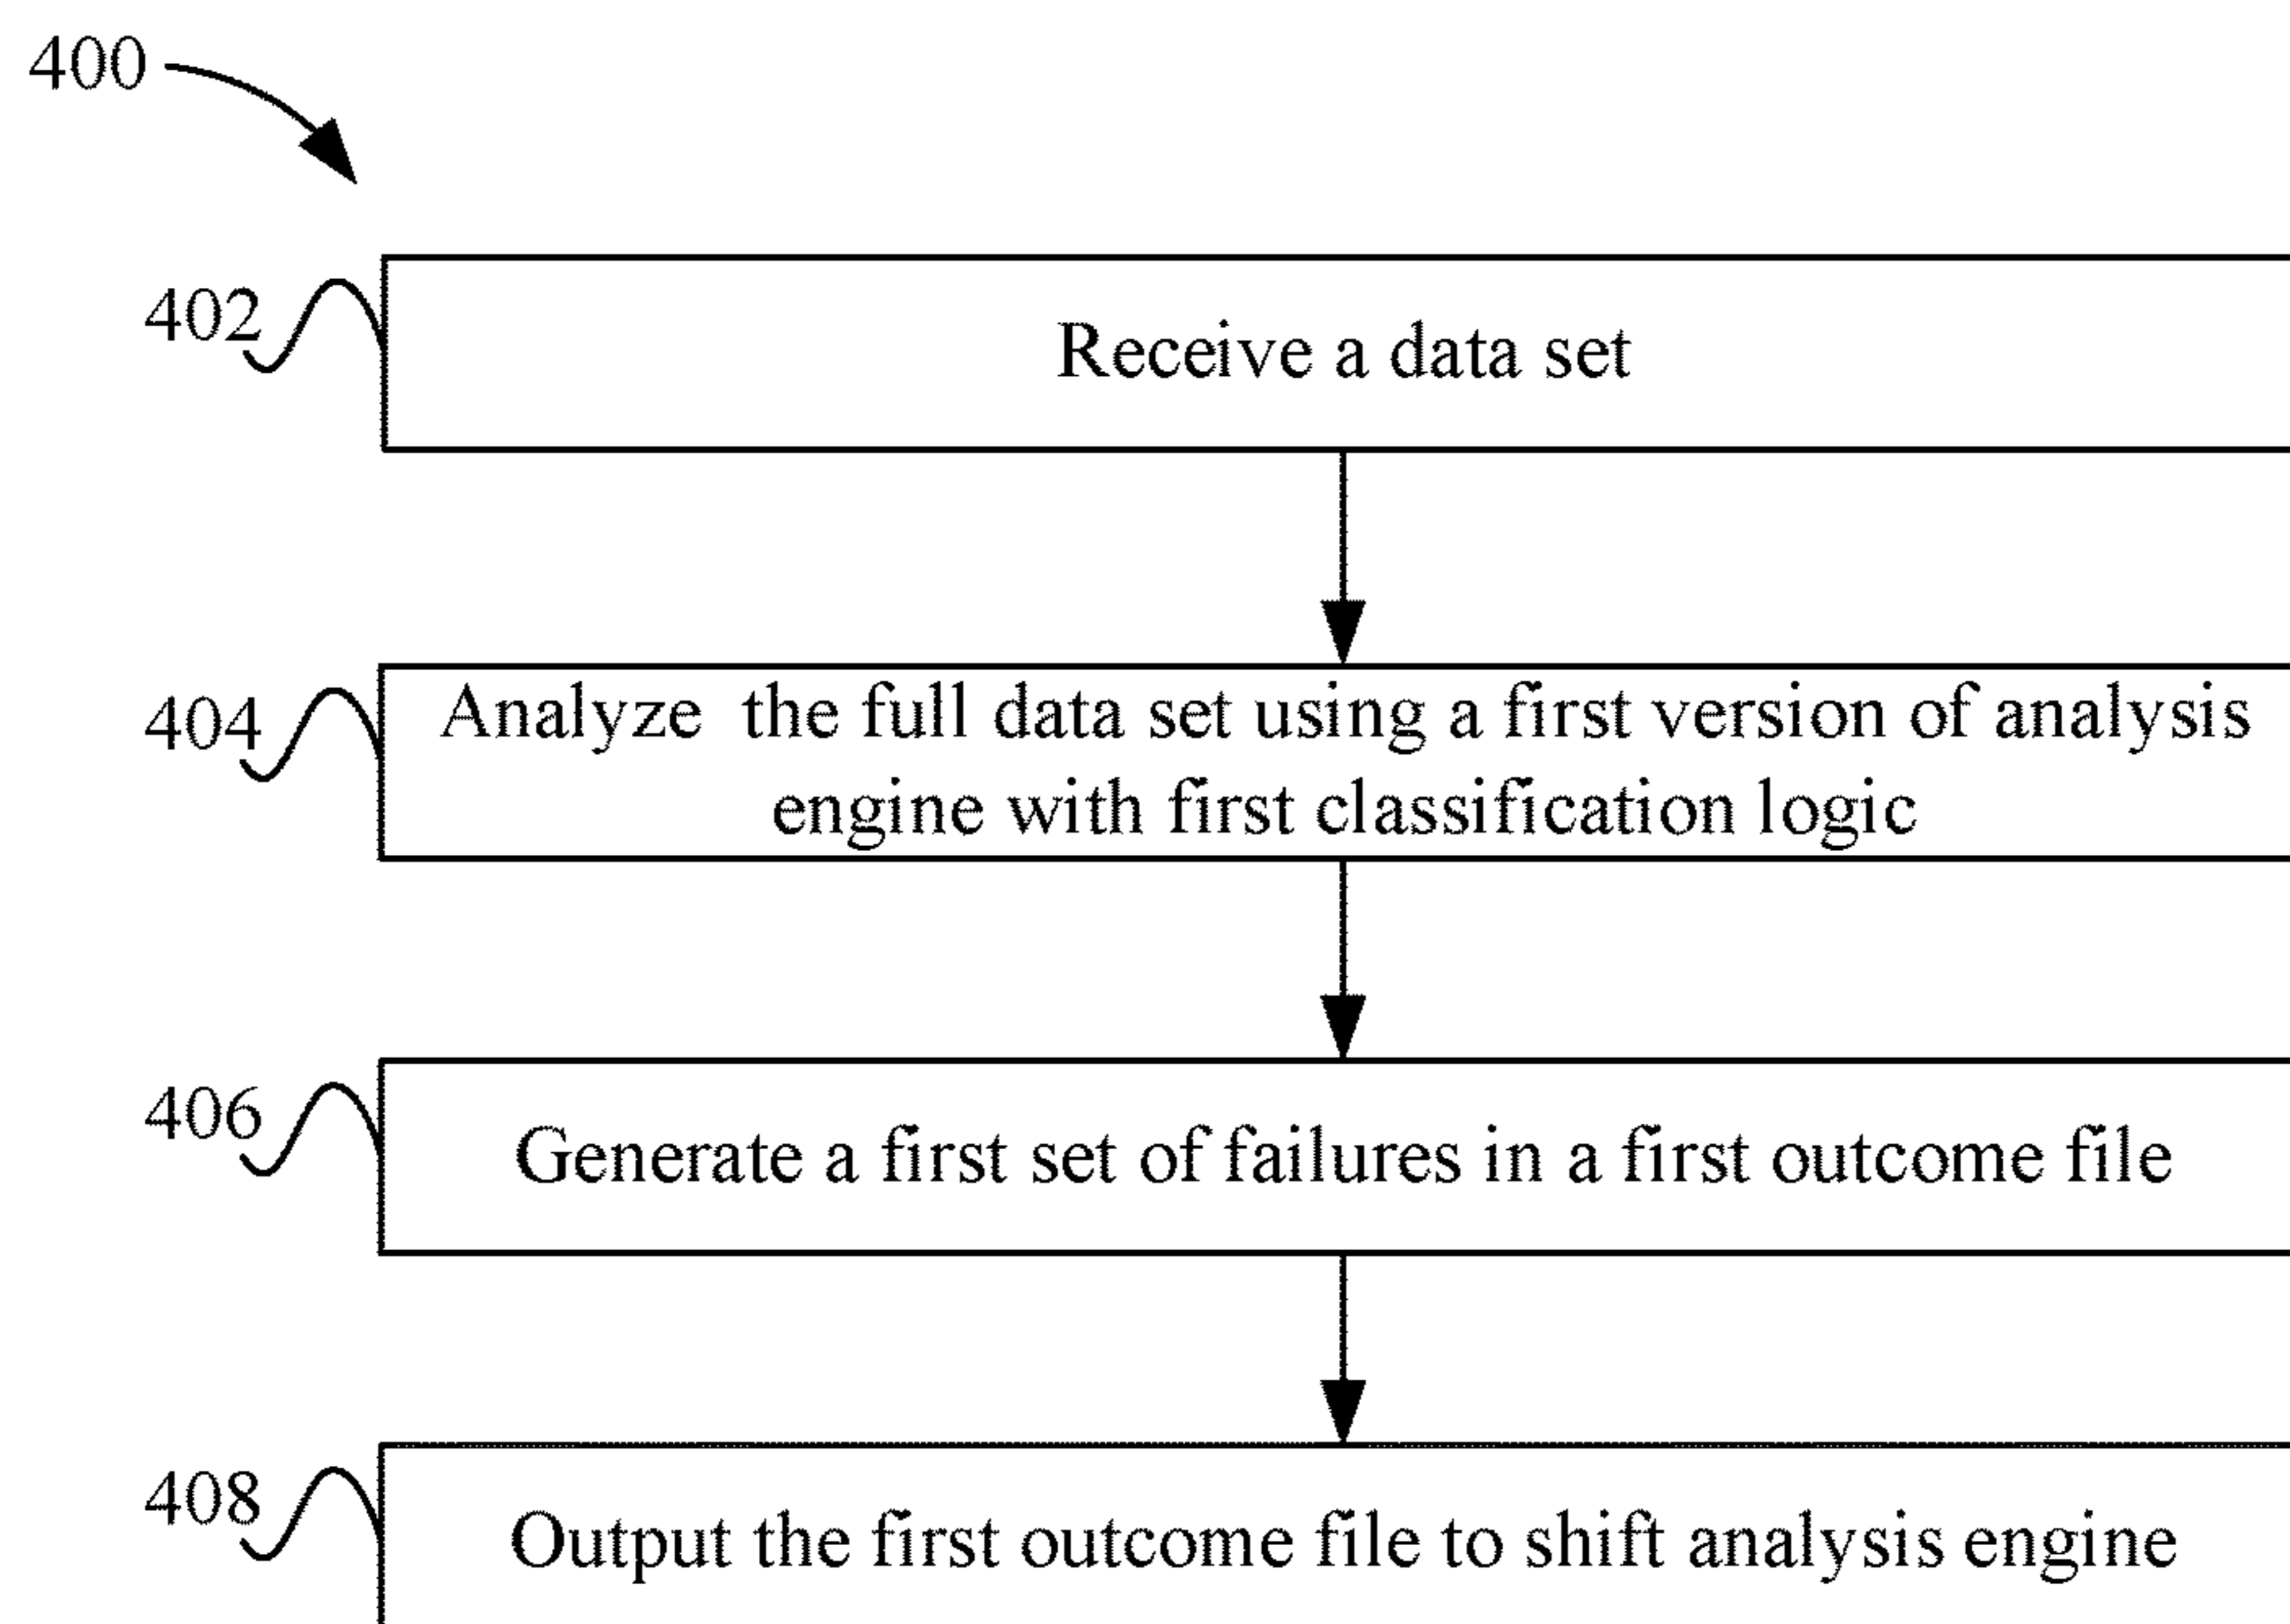 400
402
Receive a data set
404
Analyze the full data set using a first version of analysis
engine with first classification logic
406
Generate a first set of failures in a first outcome file
408
Output the first outcome file to shift analysis engine